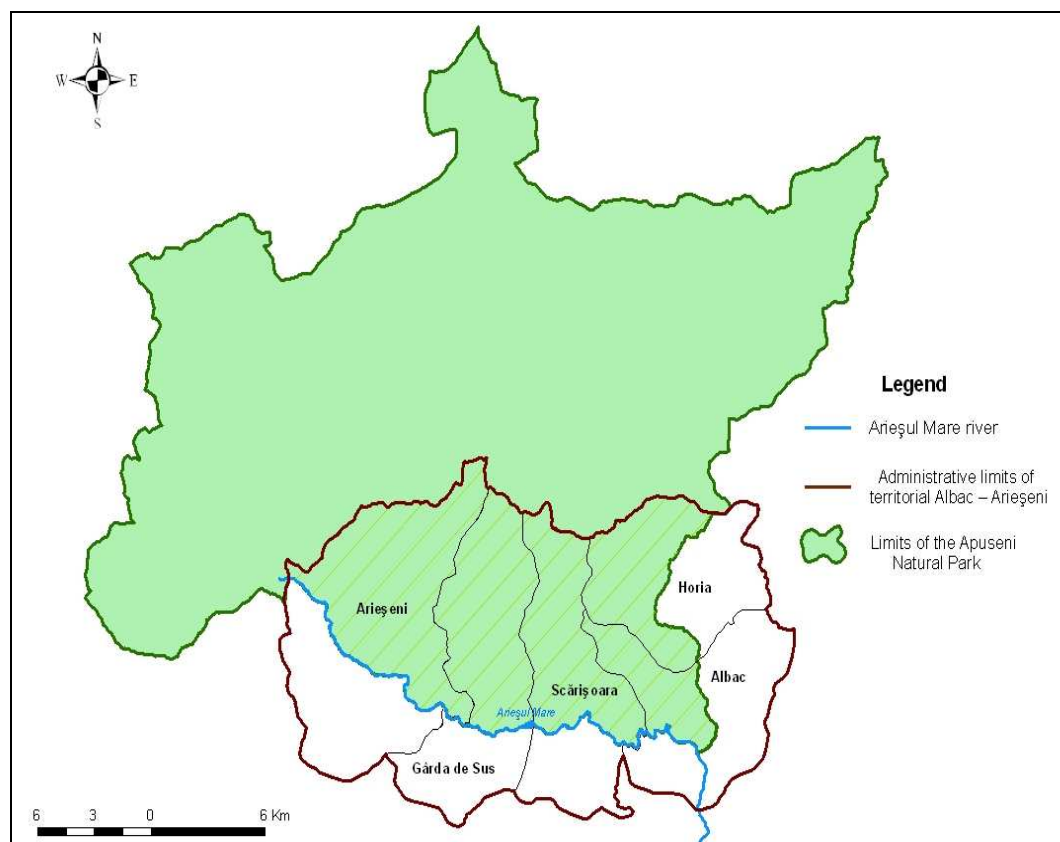 N
W E
S
Legend
Arieşul Mare river
Administrative limits of
territorial Albac – Arieşeni
Limits of the Apuseni
Natural Park
Horia
Arieşeni
Albac
Scărişoara
Arieşul Mare
Gârda de Sus
6 3 0 6 Km